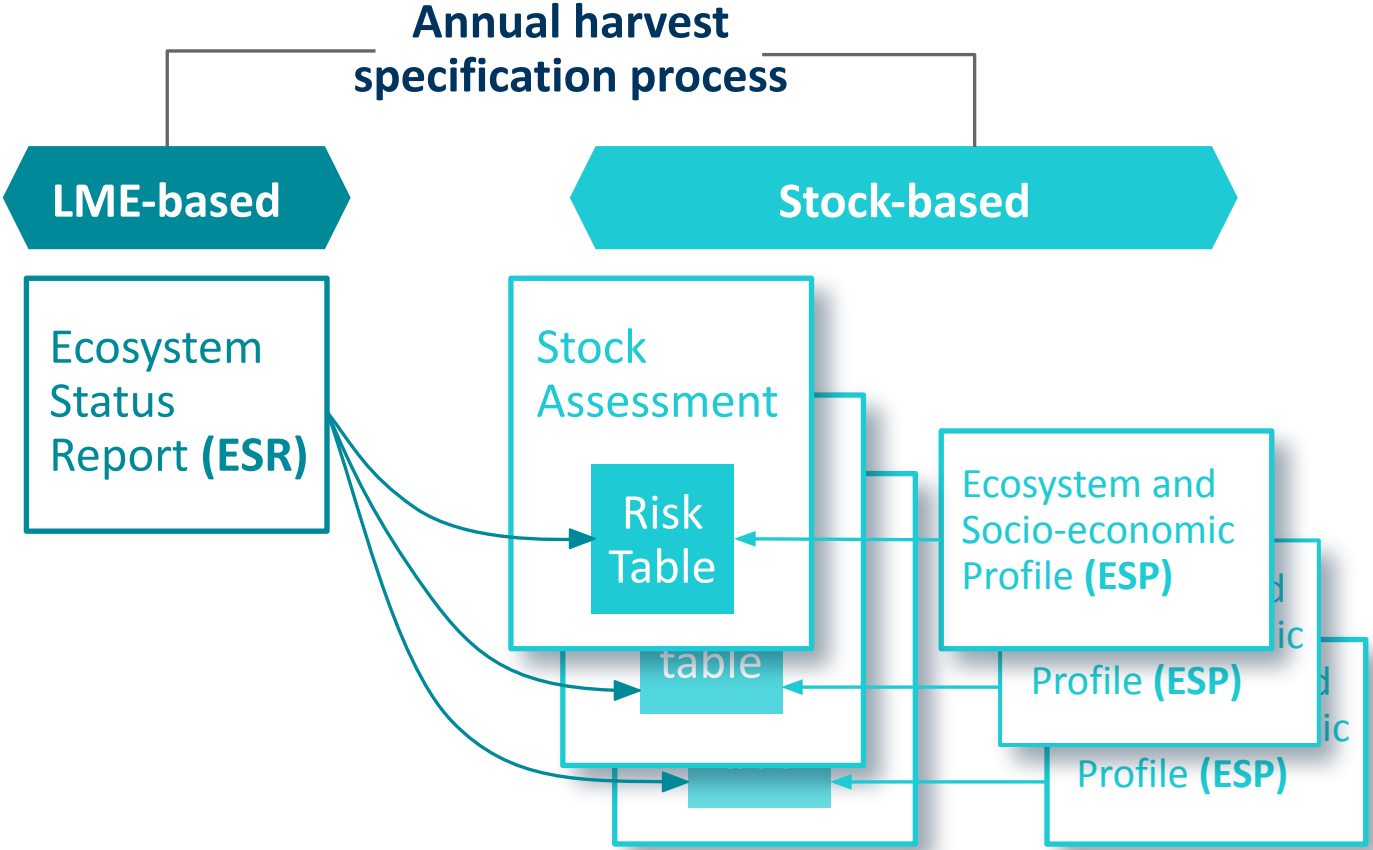 Annual harvest
specification process
LME-based
Stock-based
Ecosystem
Status
Report (ESR)
Stock
Assessment
Risk
Table
Ecosystem and
Socio-economic
Profile (ESP)
table
Profile (ESP)
Profile (ESP)